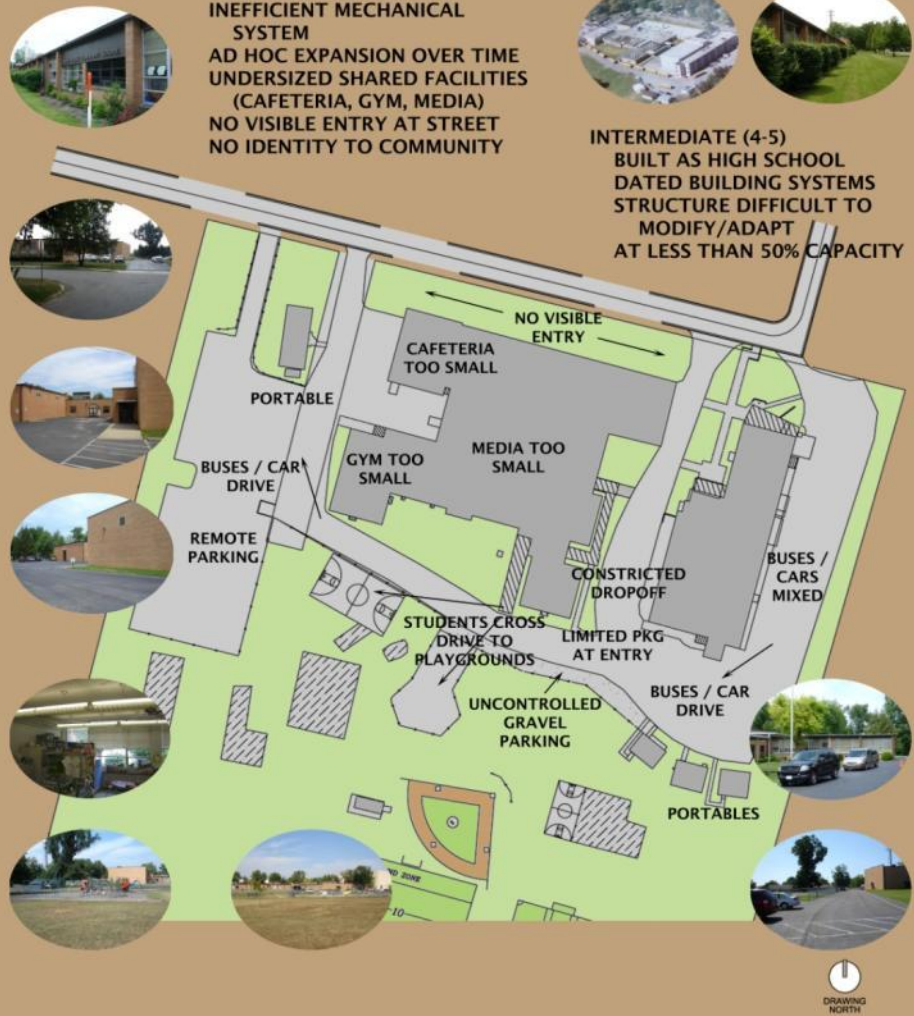 INEFFICIENT MECHANICAL
SYSTEM
AD HOC EXPANSION OVER TIME
UNDERSIZED SHARED FACILITIES
(CAFETERIA, GYM, MEDIA)
NO VISIBLE ENTRY AT STREET
NO IDENTITY TO COMMUNITY
INTERMEDIATE (4-5)
BUILT AS HIGH SCHOOL
DATED BUILDING SYSTEMS
STRUCTURE DIFFICULT TO
MODIFY/ADAPT
AT LESS THAN 50% CAPACITY
NO VISIBLE
ENTRY
CAFETERIA
TOO SMALL
PORTABLE
GYM TOO
SMALL
MEDIA TOO
SMALL
BUSES / CAR
DRIVE
REMOTE
PARKING
CONSTRICTED
DROPOFF
BUSES /
CARS
MIXED
STUDENTS CROSS
DRIVE TO
PLAYGROUNDS
LIMITED PKG
AT ENTRY
UNCONTROLLED
GRAVEL
PARKING
BUSES / CAR
DRIVE
PORTABLES
ZONE
10
DRAWING
NORTH